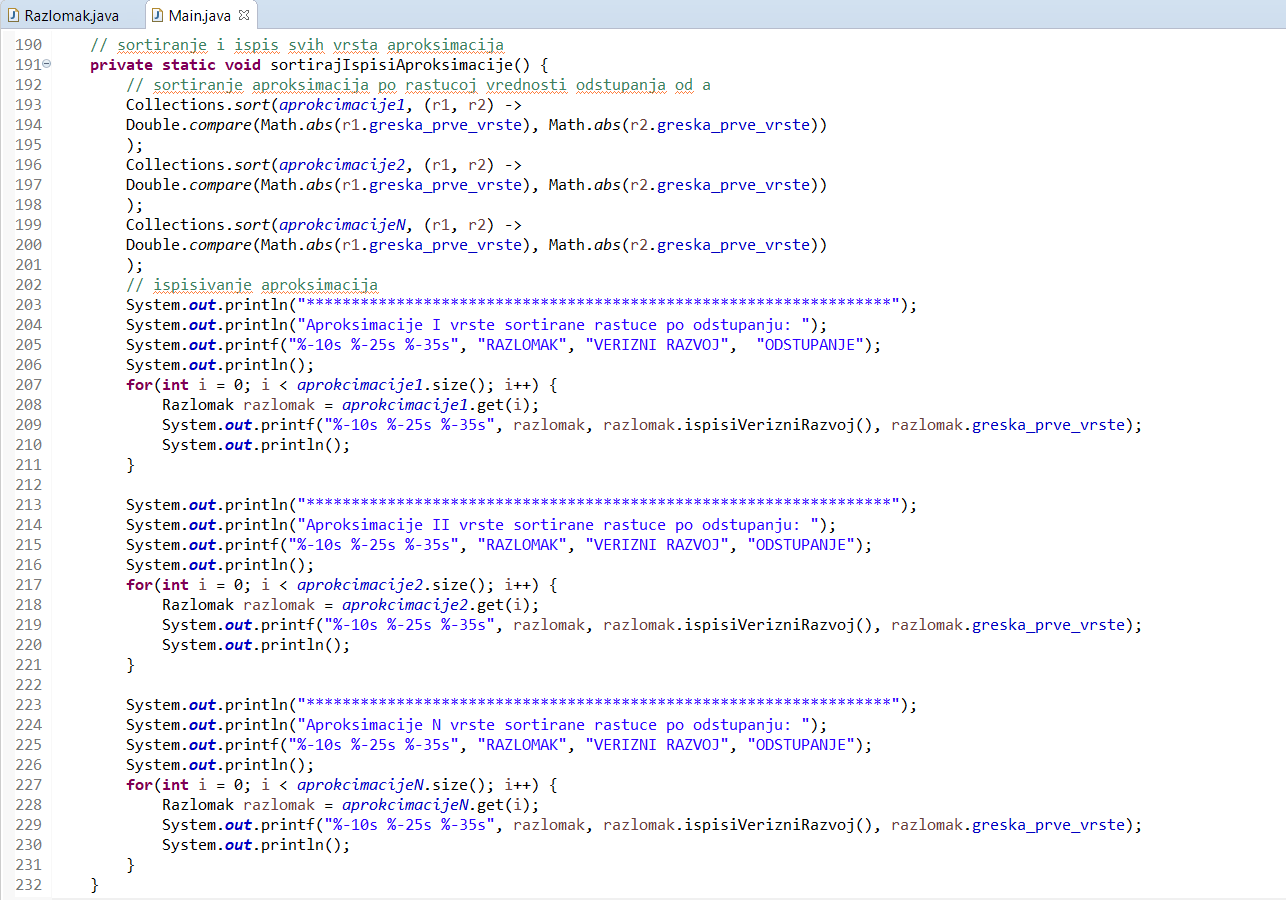 Razlomak.java Main.java
190 // sortiranje i ispis svih vrsta aproksimacija
191 private static void sortirajIspisiAproksimacije() {
192 // sortiranje aproksimacija po rastucoj vrednosti odstupanja od a
193 Collections.sort(aprokcimacije1, (r1, r2) ->
194 Double.compare(Math.abs(r1.greska_prve_vrste), Math.abs(r2.greska_prve_vrste))
195 );
196 Collections.sort(aprokcimacije2, (r1, r2) ->
197 Double.compare(Math.abs(r1.greska_prve_vrste), Math.abs(r2.greska_prve_vrste))
198 );
199 Collections.sort(aprokcimacijeN, (r1, r2) ->
200 Double.compare(Math.abs(r1.greska_prve_vrste), Math.abs(r2.greska_prve_vrste))
201 );
202 // ispisivanje aproksimacija
203 System.out.println("*****************************************************************");
204 System.out.println("Aproksimacije I vrste sortirane rastuce po odstupanju: ");
205 System.out.printf("%-10s %-25s %-35s", "RAZLOMAK", "VERIZNI RAZVOJ",  "ODSTUPANJE");
206 System.out.println();
207 for(int i = 0; i < aprokcimacije1.size(); i++) {
208 Razlomak razlomak = aprokcimacije1.get(i);
209 System.out.printf("%-10s %-25s %-35s", razlomak, razlomak.ispisiVerizniRazvoj(), razlomak.greska_prve_vrste);
210 System.out.println();
211 }
212
213 System.out.println("*****************************************************************");
214 System.out.println("Aproksimacije II vrste sortirane rastuce po odstupanju: ");
215 System.out.printf("%-10s %-25s %-35s", "RAZLOMAK", "VERIZNI RAZVOJ", "ODSTUPANJE");
216 System.out.println();
217 for(int i = 0; i < aprokcimacije2.size(); i++) {
218 Razlomak razlomak = aprokcimacije2.get(i);
219 System.out.printf("%-10s %-25s %-35s", razlomak, razlomak.ispisiVerizniRazvoj(), razlomak.greska_prve_vrste);
220 System.out.println();
221 }
222
223 System.out.println("*****************************************************************");
224 System.out.println("Aproksimacije N vrste sortirane rastuce po odstupanju: ");
225 System.out.printf("%-10s %-25s %-35s", "RAZLOMAK", "VERIZNI RAZVOJ", "ODSTUPANJE");
226 System.out.println();
227 for(int i = 0; i < aprokcimacijeN.size(); i++) {
228 Razlomak razlomak = aprokcimacijeN.get(i);
229 System.out.printf("%-10s %-25s %-35s", razlomak, razlomak.ispisiVerizniRazvoj(), razlomak.greska_prve_vrste);
230 System.out.println();
231 }
232 }